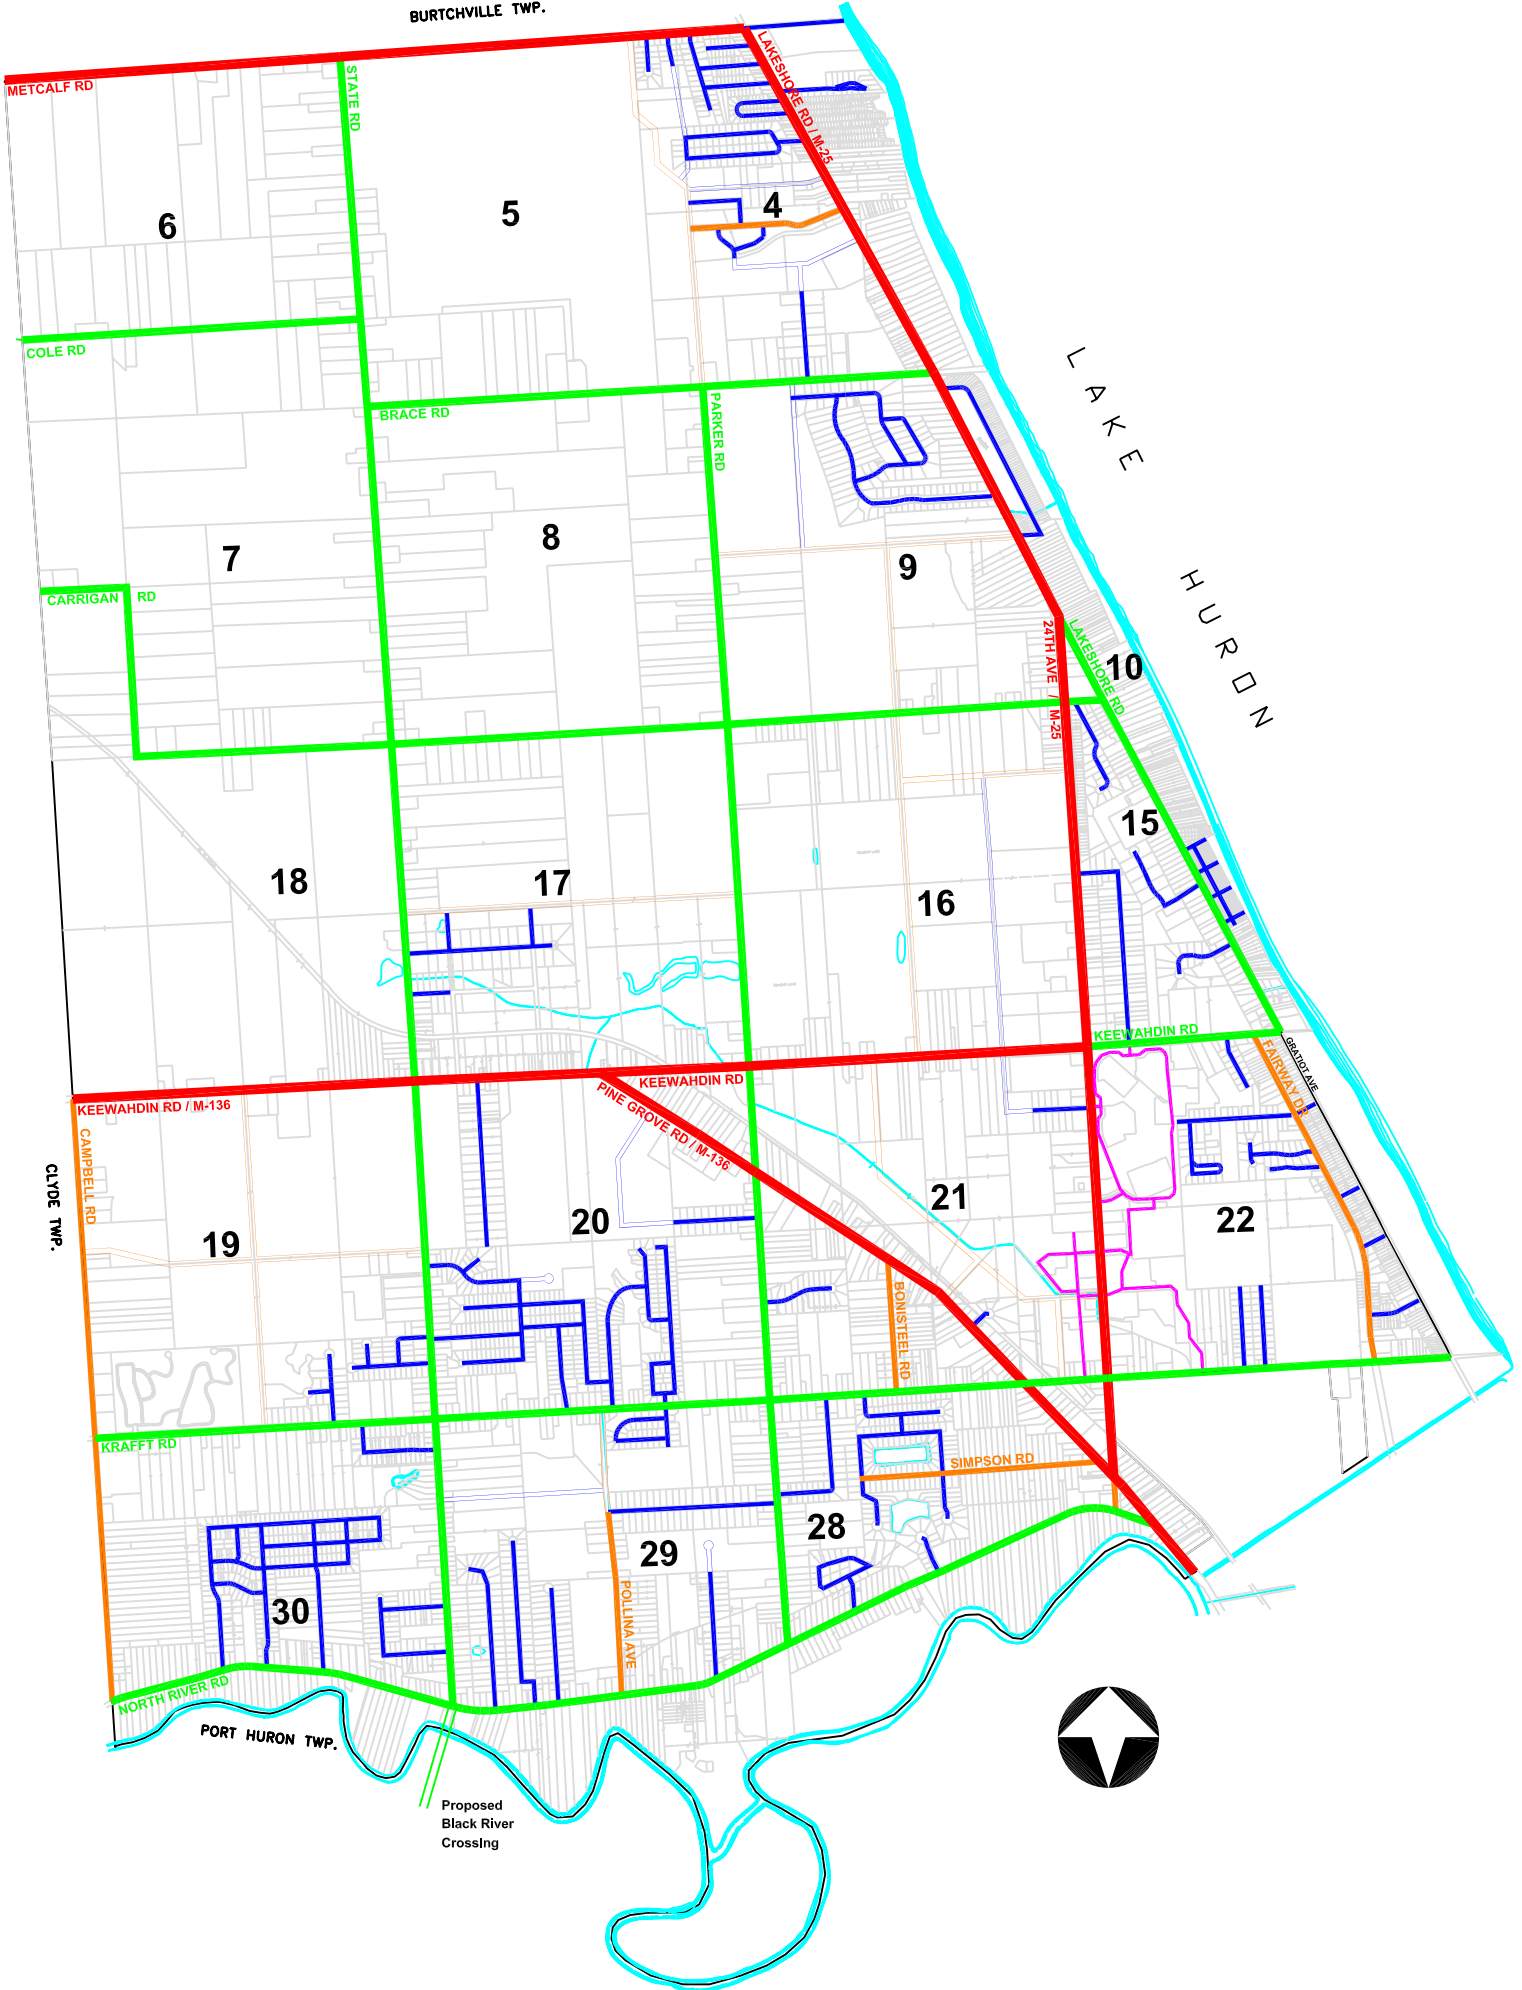 BURTCHVILLE TWP.
METCALF RD
STATE RD
LAKESHORE RD / M-25
6
5
4
COLE RD
BRACE RD
PARKER RD
LAKE
HURON
7
8
9
CARRIGAN RD
24TH AVE / M-25
LAKESHORE RD
10
15
18
17
16
KEEWAHDIN RD
GRATIOT AVE
FAIRWAY DR
KEEWAHDIN RD / M-136
KEEWAHDIN RD
PINE GROVE RD / M-136
CAMPBELL RD
CLYDE TWP.
19
20
21
22
BONISTEEL RD
KRAFFT RD
SIMPSON RD
28
29
30
POLLINA AVE
NORTH RIVER RD
PORT HURON TWP.
Proposed
Black River
Crossing